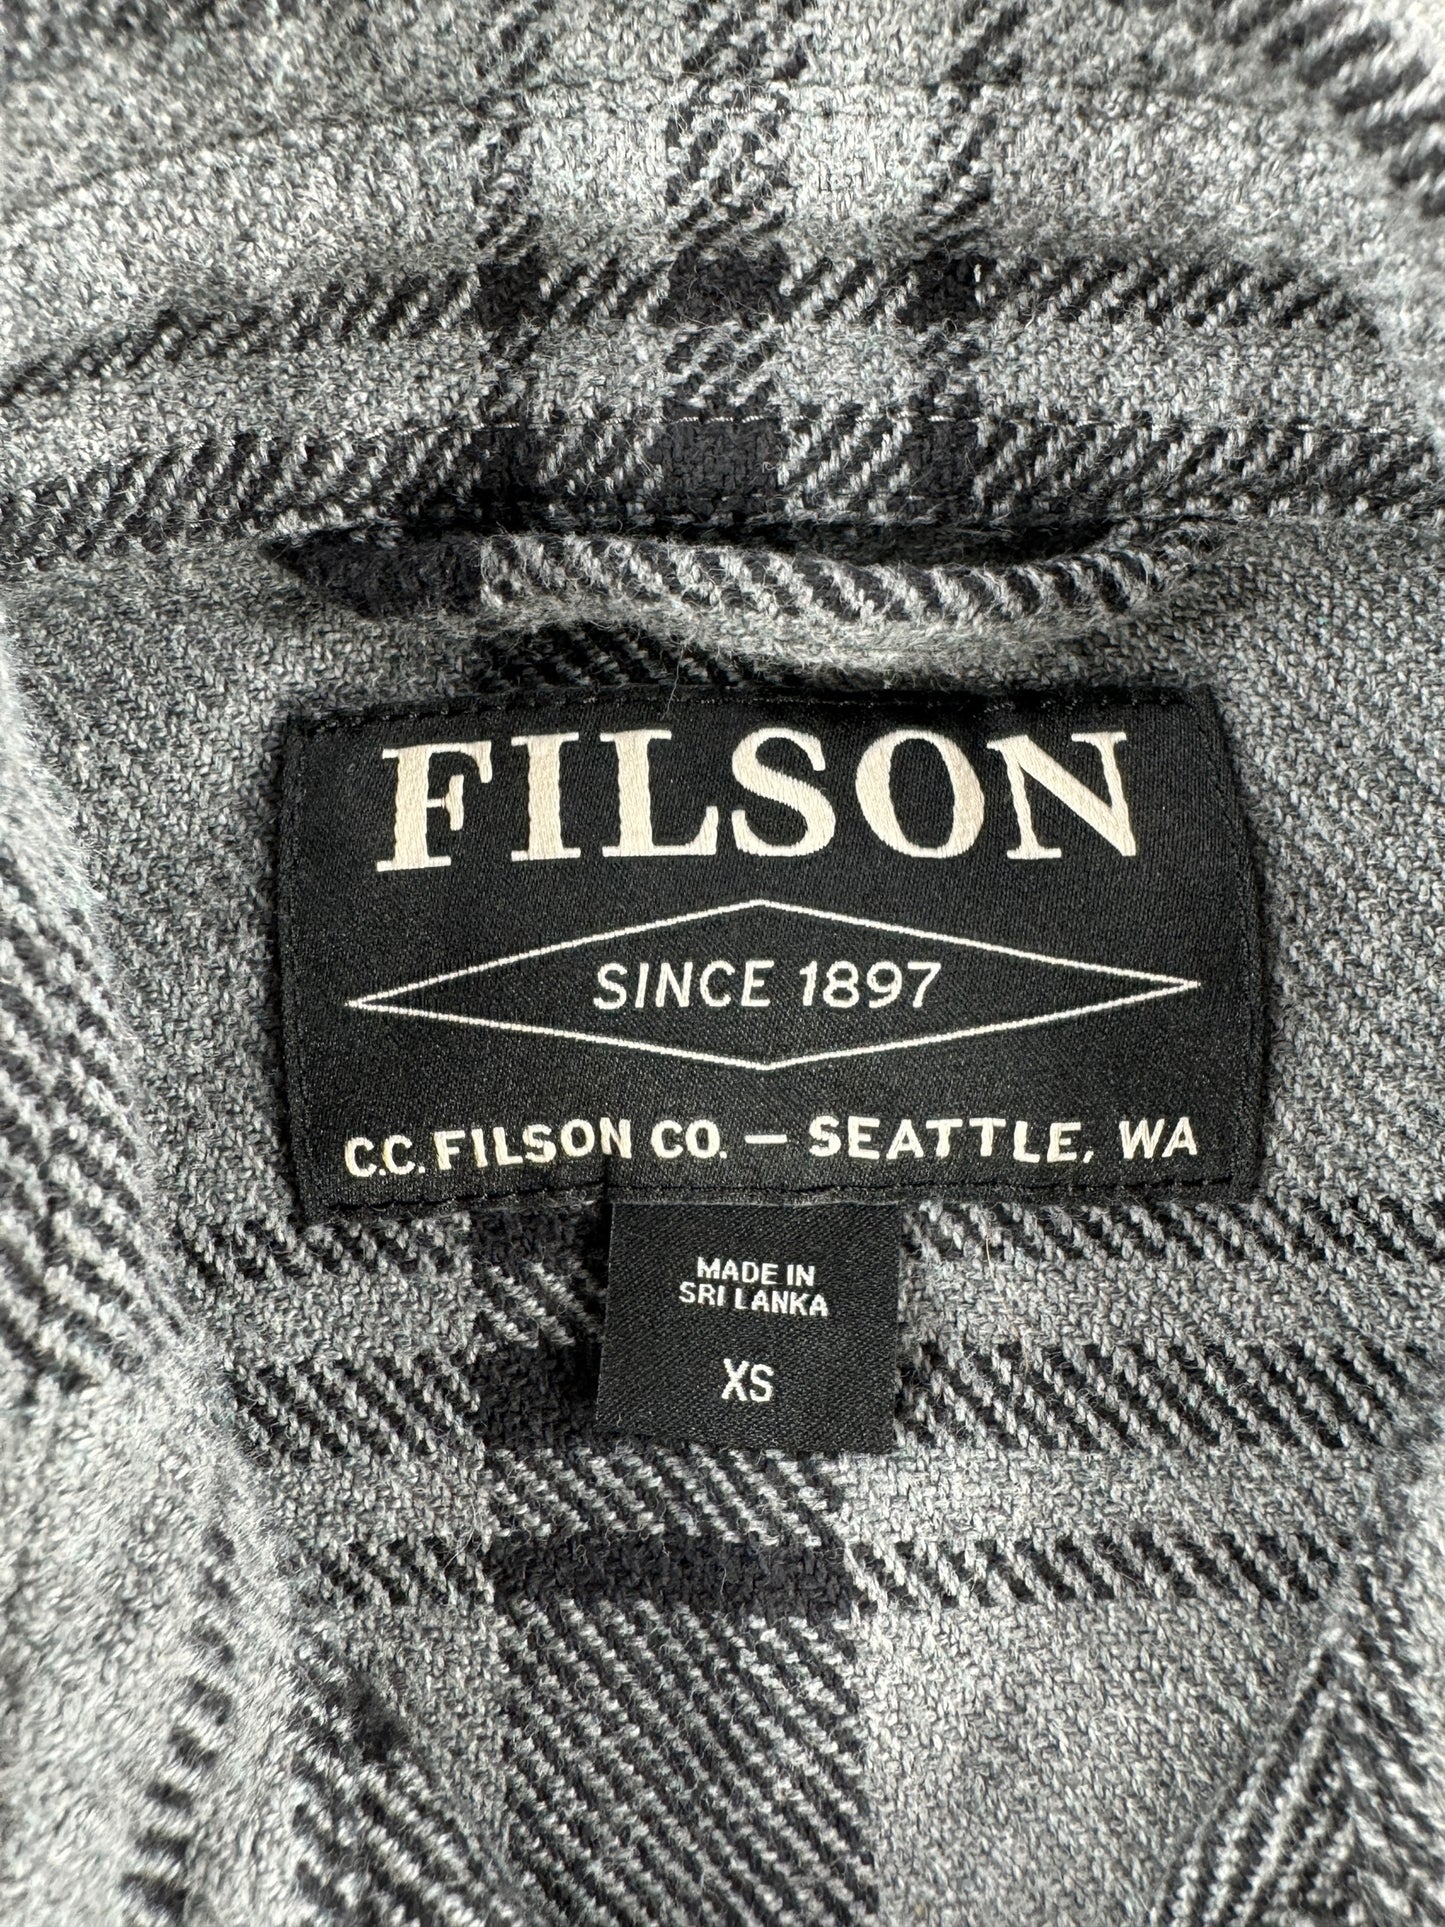 FILSON
SINCE 1897
C.C. FILSON CO. — SEATTLE, WA
MADE IN
SRI LANKA
XS